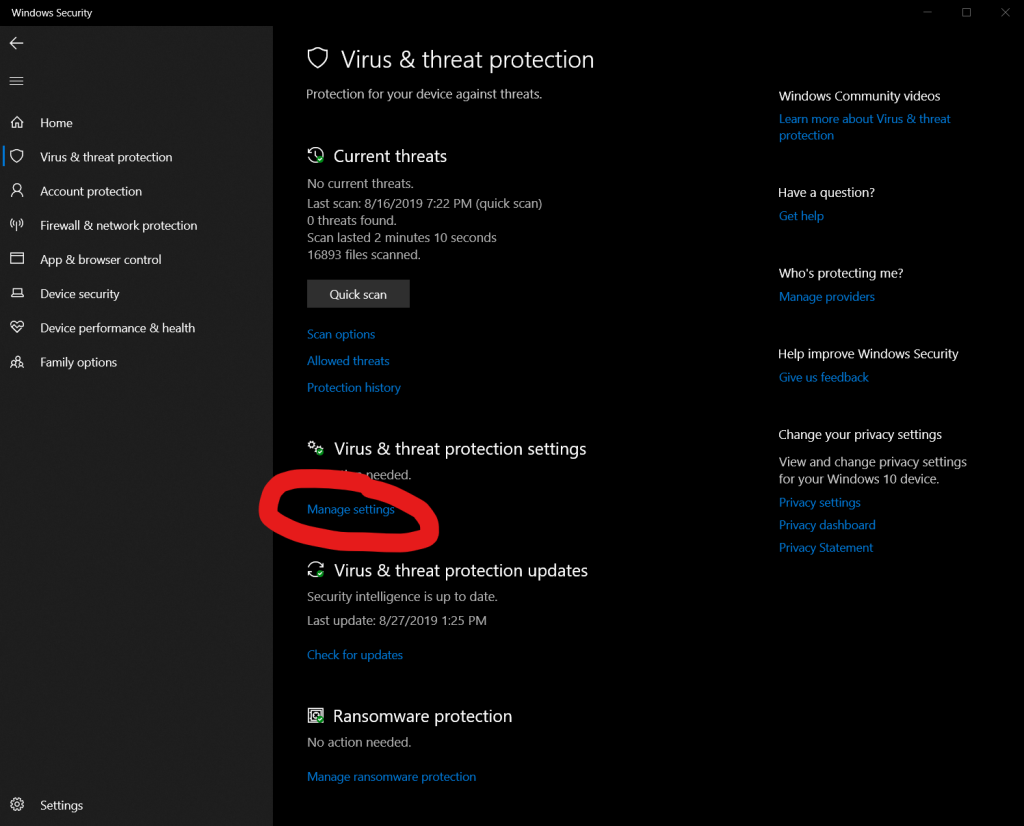 Windows Security
Home
Virus & threat protection
Account protection
Firewall & network protection
App & browser control
Device security
Device performance & health
Family options
Settings
Virus & threat protection
Protection for your device against threats.
Current threats
No current threats.
Last scan: 8/16/2019 7:22 PM (quick scan)
0 threats found.
Scan lasted 2 minutes 10 seconds
16893 files scanned.
Quick scan
Scan options
Allowed threats
Protection history
Virus & threat protection settings
needed.
Manage settings
Virus & threat protection updates
Security intelligence is up to date.
Last update: 8/27/2019 1:25 PM
Check for updates
Ransomware protection
No action needed.
Manage ransomware protection
Windows Community videos
Learn more about Virus & threat
protection
Have a question?
Get help
Who's protecting me?
Manage providers
Help improve Windows Security
Give us feedback
Change your privacy settings
View and change privacy settings
for your Windows 10 device.
Privacy settings
Privacy dashboard
Privacy Statement